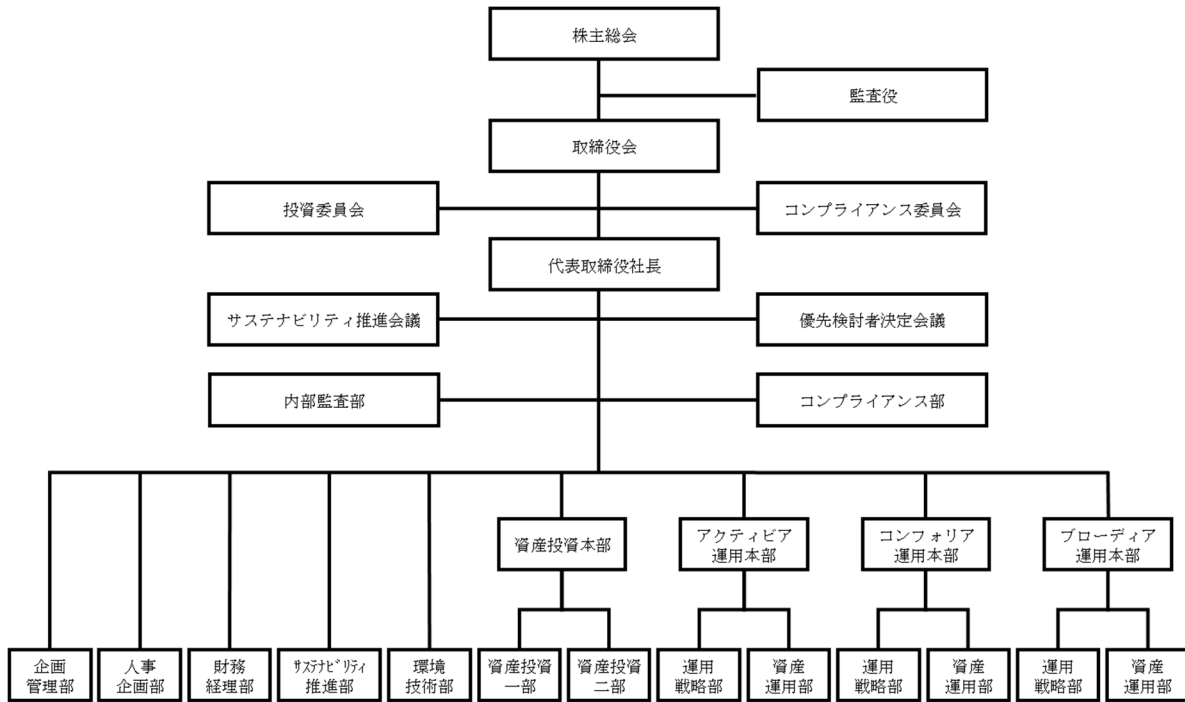 株主総会
監査役
取締役会
投資委員会
コンプライアンス委員会
代表取締役社長
サステナビリティ推進会議
優先検討者決定会議
内部監査部
コンプライアンス部
資産投資本部
アクティビア
運用本部
コンフォリア
運用本部
ブローディア
運用本部
企画
管理部
人事
企画部
財務
経理部
ｻｽﾃﾅﾋﾞﾘﾃｨ
推進部
環境
技術部
資産投資
一部
資産投資
二部
運用
戦略部
資産
運用部
運用
戦略部
資産
運用部
運用
戦略部
資産
運用部